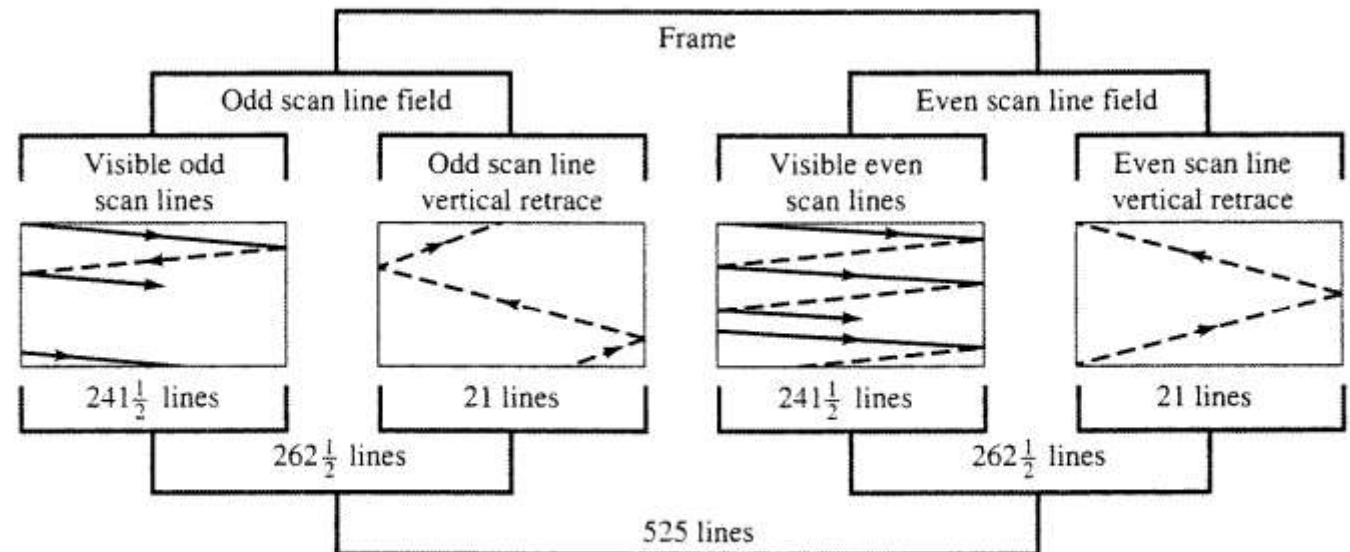 Frame
Odd scan line field
Even scan line field
Visible odd
scan lines
Odd scan line
vertical retrace
Visible even
scan lines
Even scan line
vertical retrace
241½ lines
21 lines
241½ lines
21 lines
262½ lines
262½ lines
525 lines